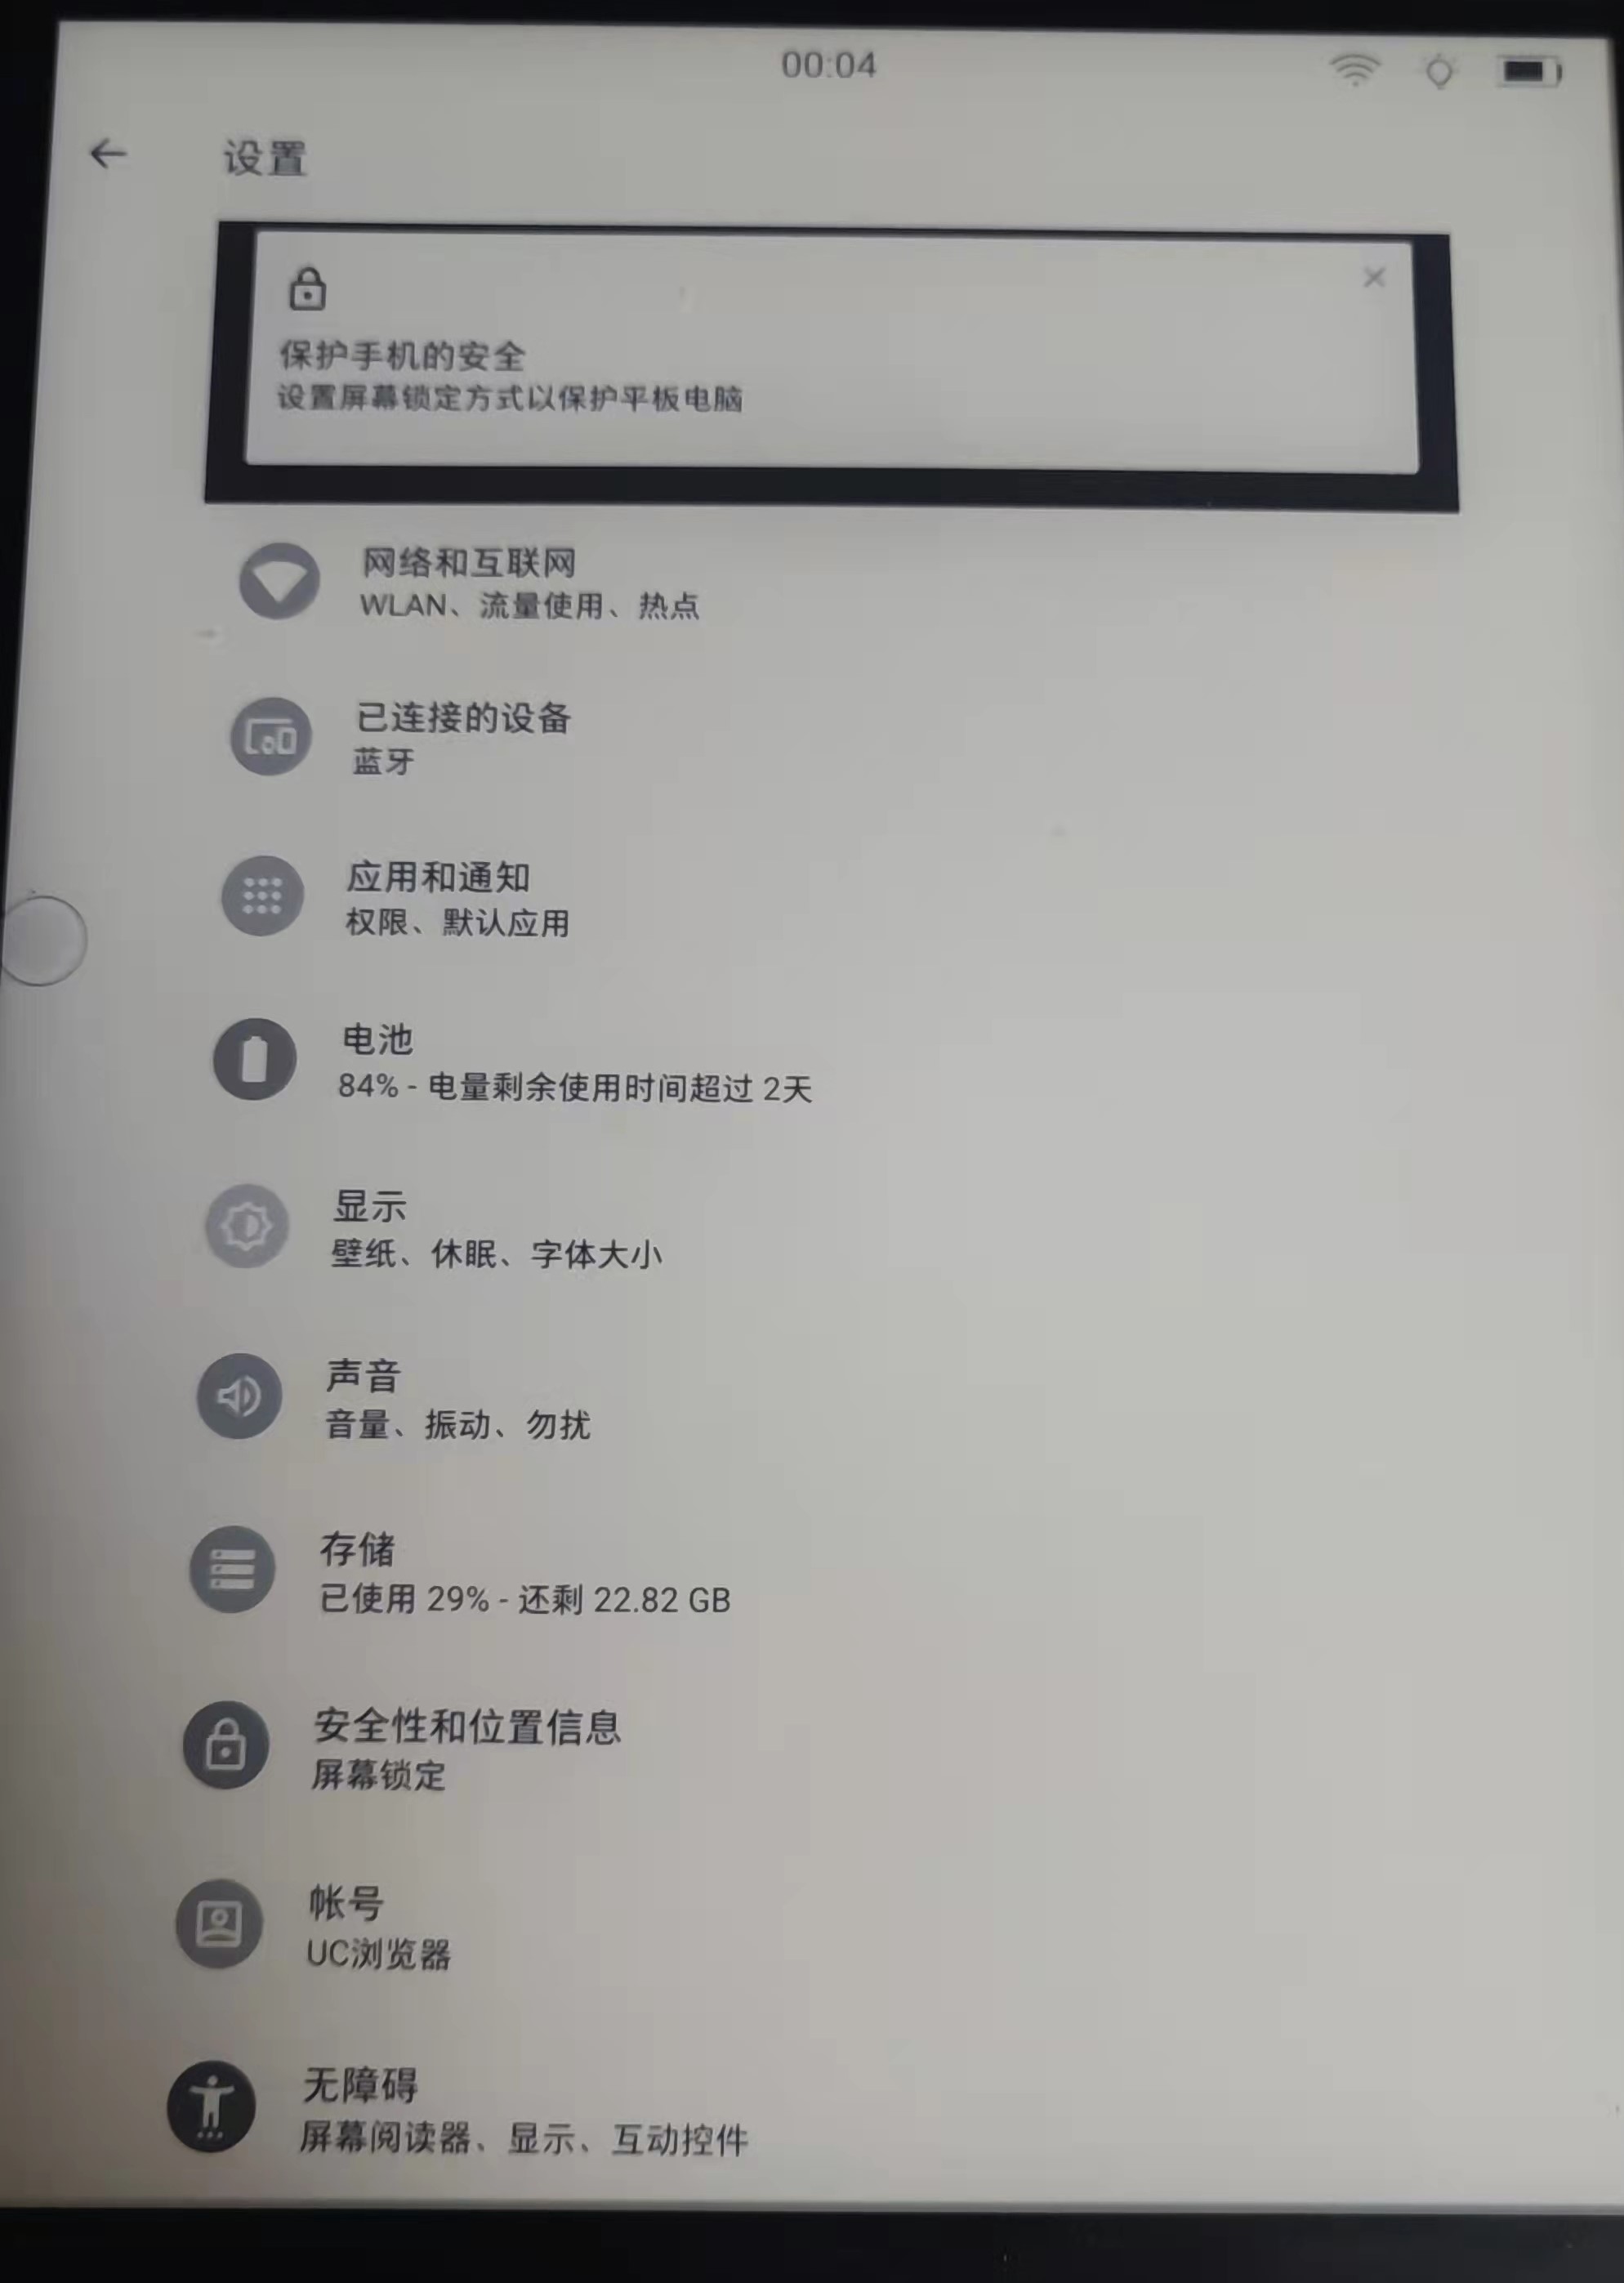 00:04
设置
保护手机的安全
设置屏幕锁定方式以保护平板电脑
网络和互联网
WLAN、流量使用、热点
已连接的设备
蓝牙
应用和通知
权限、默认应用
电池
84% - 电量剩余使用时间超过 2天
显示
壁纸、休眠、字体大小
声音
音量、振动、勿扰
存储
已使用 29% - 还剩 22.82 GB
安全性和位置信息
屏幕锁定
帐号
UC浏览器
无障碍
屏幕阅读器、显示、互动控件